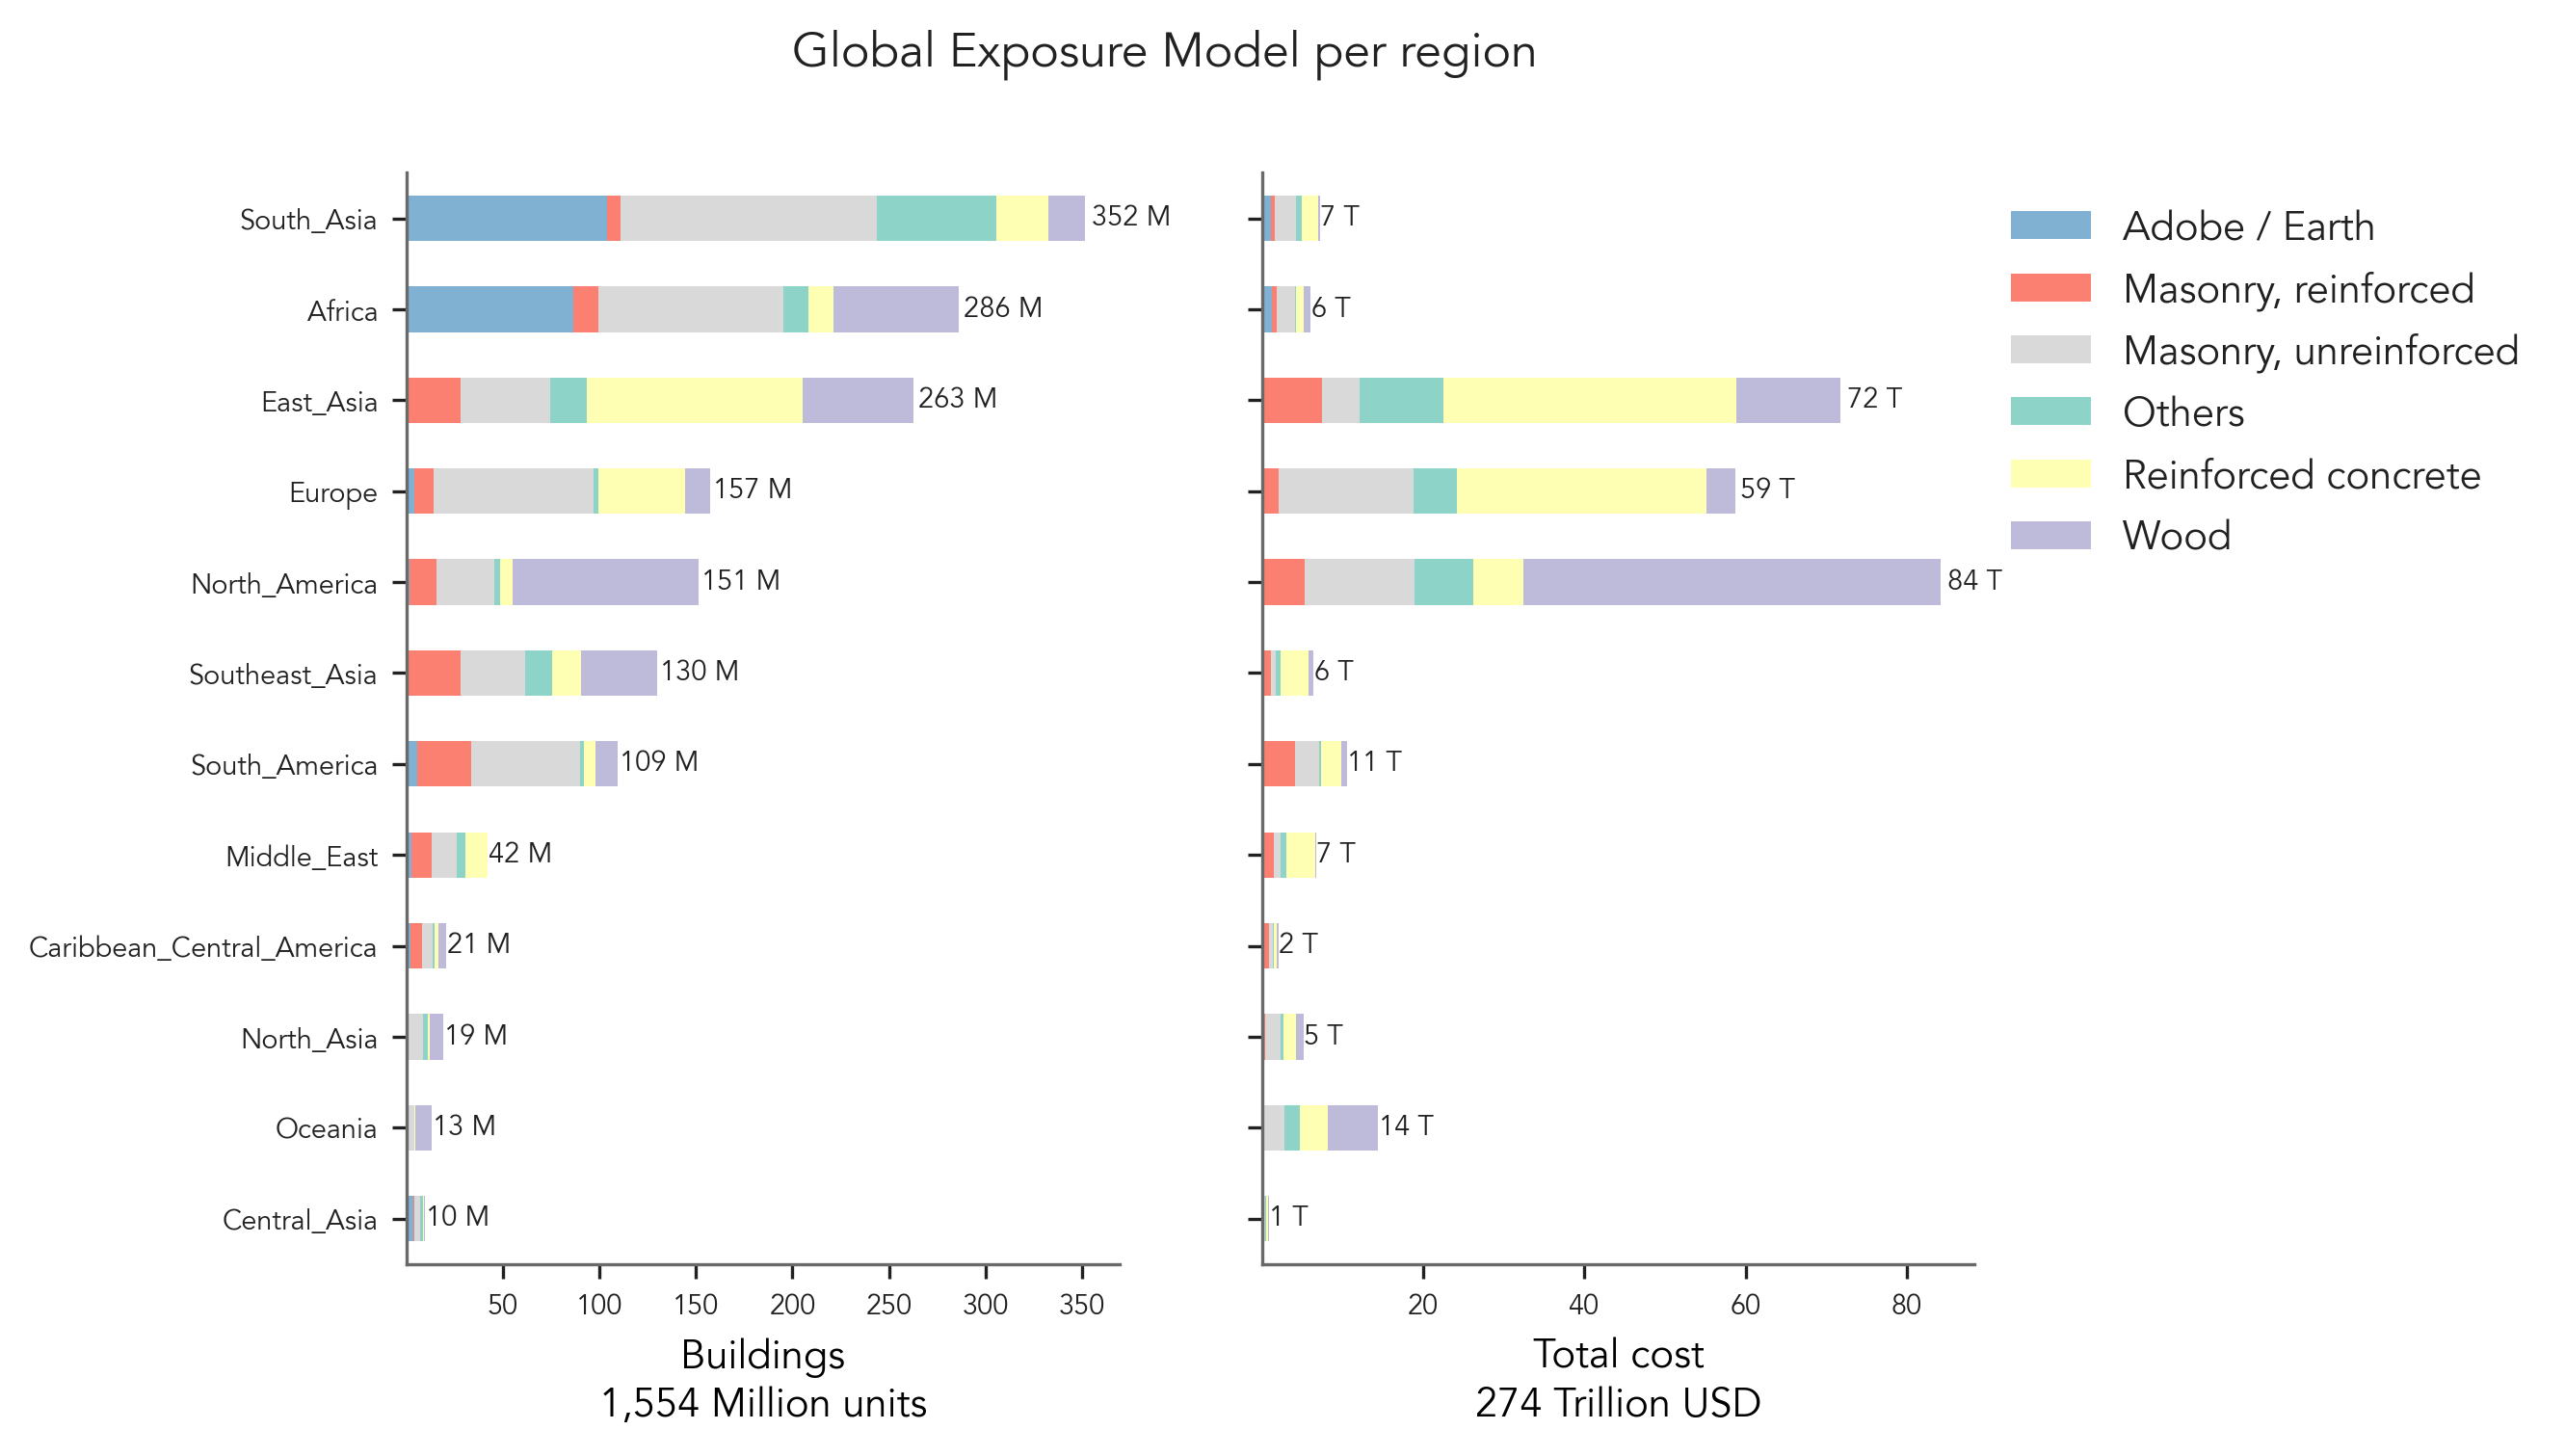 Global Exposure Model per region
South_Asia
Africa
East_Asia
Europe
North_America
Southeast_Asia
South_America
Middle_East
Caribbean_Central_America
North_Asia
Oceania
Central_Asia
352 M
286 M
263 M
157 M
151 M
130 M
109 M
42 M
21 M
19 M
13 M
10 M
50 100 150 200 250 300 350
Buildings
1,554 Million units
7 T
6 T
72 T
59 T
84 T
6 T
11 T
7 T
2 T
5 T
14 T
1 T
20 40 60 80
Total cost
274 Trillion USD
Adobe / Earth
Masonry, reinforced
Masonry, unreinforced
Others
Reinforced concrete
Wood